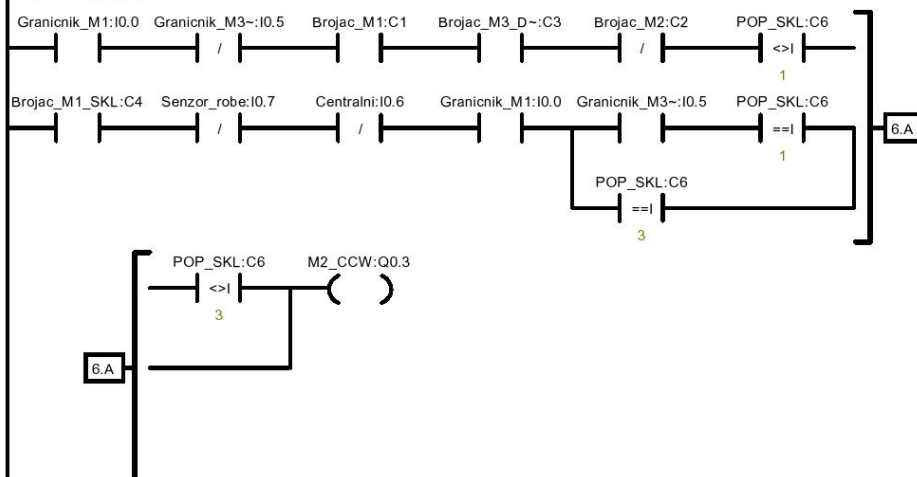 Granicnik_M1:I0.0 Granicnik_M3~:I0.5 Brojac_M1:C1 Brojac_M3_D~:C3 Brojac_M2:C2 POP_SKL:C6
/ / <>I
1
Brojac_M1_SKL:C4 Senzor_robe:I0.7 Centralni:I0.6 Granicnik_M1:I0.0 Granicnik_M3~:I0.5 POP_SKL:C6
/ / ==I
6.A
1
POP_SKL:C6
==I
3
POP_SKL:C6 M2_CCW:Q0.3
<>I
3
6.A